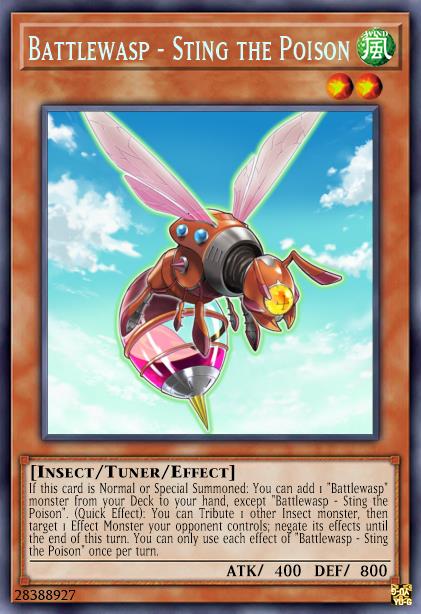 BATTLEWASP - STING THE POISON
WIND
風
[INSECT/TUNER/EFFECT]
If this card is Normal or Special Summoned: You can add 1 "Battlewasp"
monster from your Deck to your hand, except "Battlewasp - Sting the
Poison". (Quick Effect): You can Tribute 1 other Insect monster, then
target 1 Effect Monster your opponent controls; negate its effects until
the end of this turn. You can only use each effect of "Battlewasp - Sting
the Poison" once per turn.
ATK/ 400 DEF/ 800
28388927